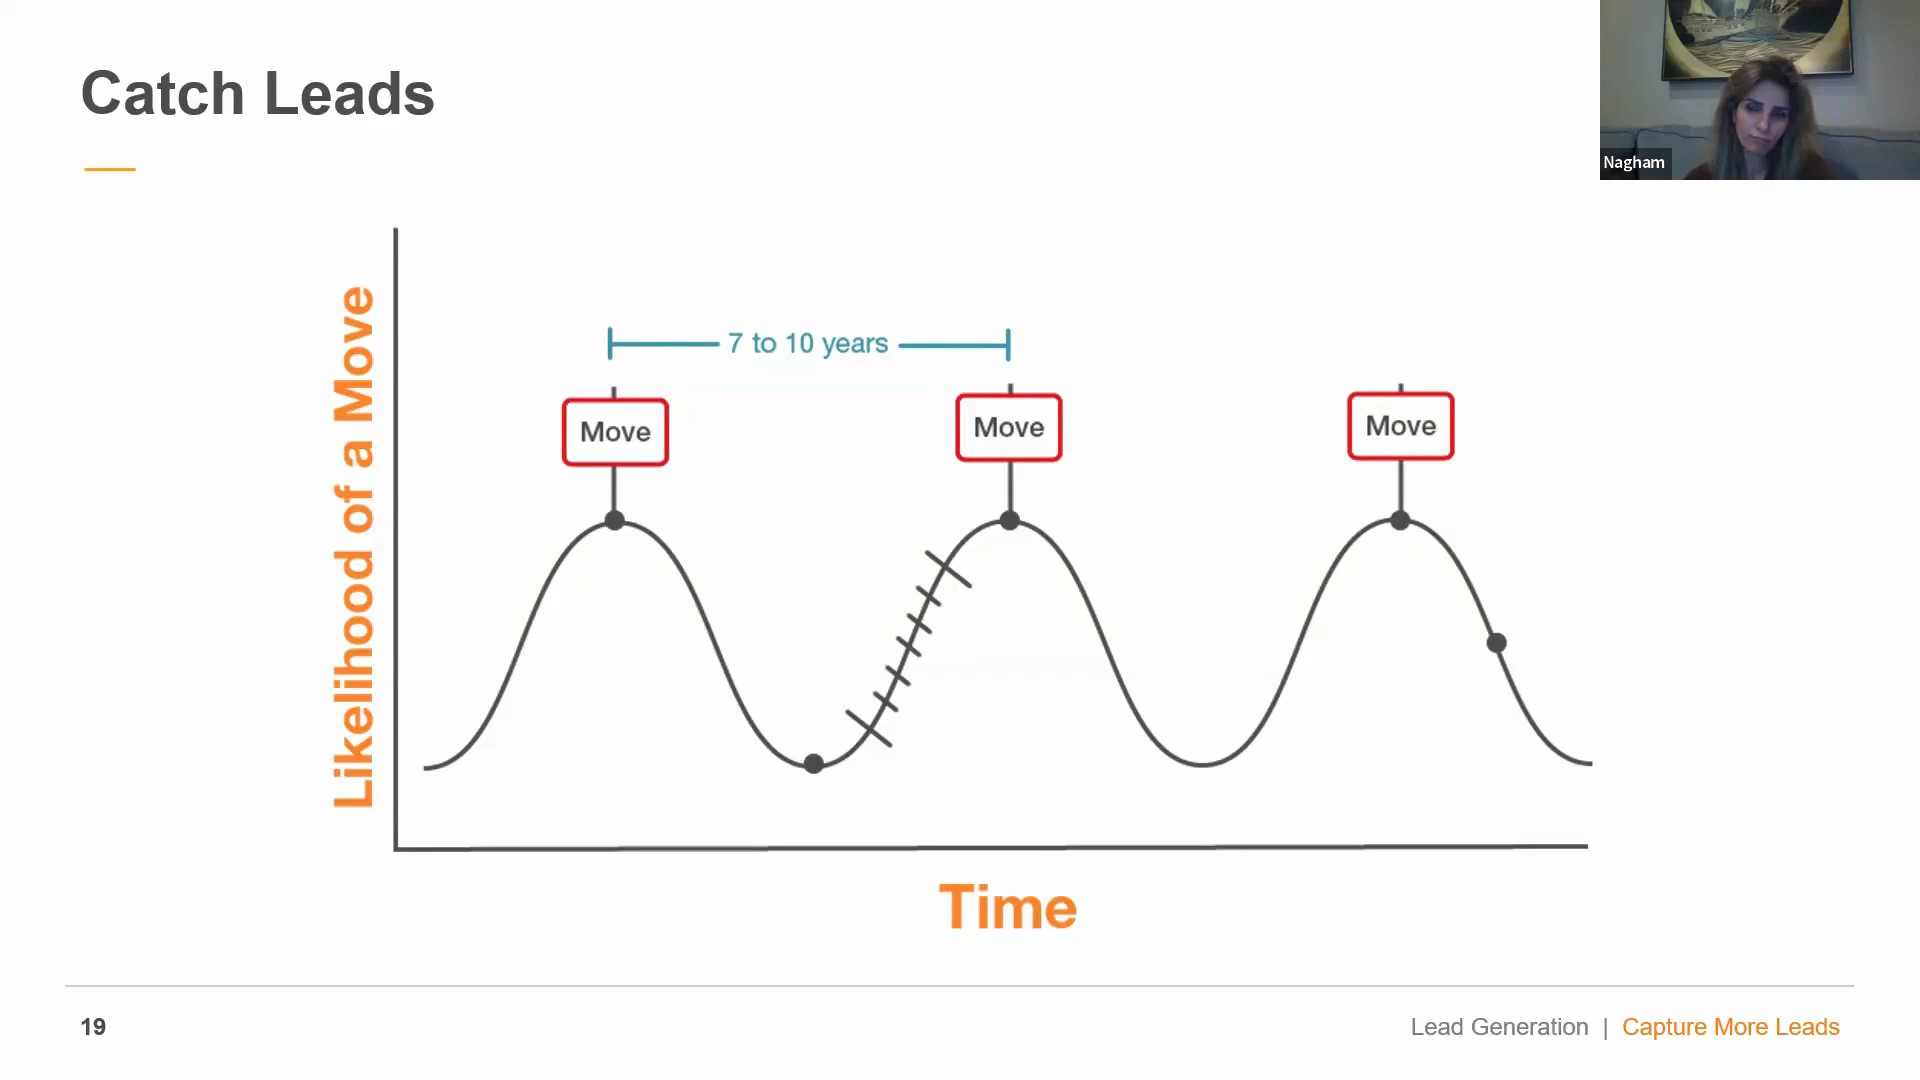 Catch Leads
Nagham
Likelihood of a Move
7 to 10 years
Move
Move
Move
Time
19
Lead Generation | Capture More Leads